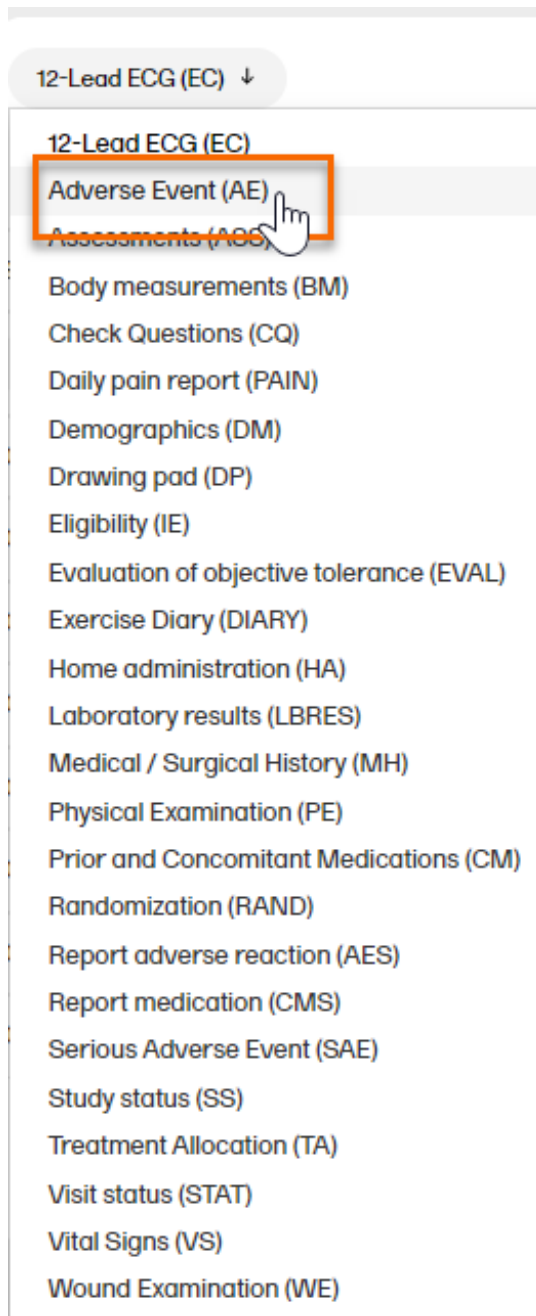 12-Lead ECG (EC) ↓
12-Lead ECG (EC)
Adverse Event (AE)
Assessments (ASS)
Body measurements (BM)
Check Questions (CQ)
Daily pain report (PAIN)
Demographics (DM)
Drawing pad (DP)
Eligibility (IE)
Evaluation of objective tolerance (EVAL)
Exercise Diary (DIARY)
Home administration (HA)
Laboratory results (LBRES)
Medical / Surgical History (MH)
Physical Examination (PE)
Prior and Concomitant Medications (CM)
Randomization (RAND)
Report adverse reaction (AES)
Report medication (CMS)
Serious Adverse Event (SAE)
Study status (SS)
Treatment Allocation (TA)
Visit status (STAT)
Vital Signs (VS)
Wound Examination (WE)